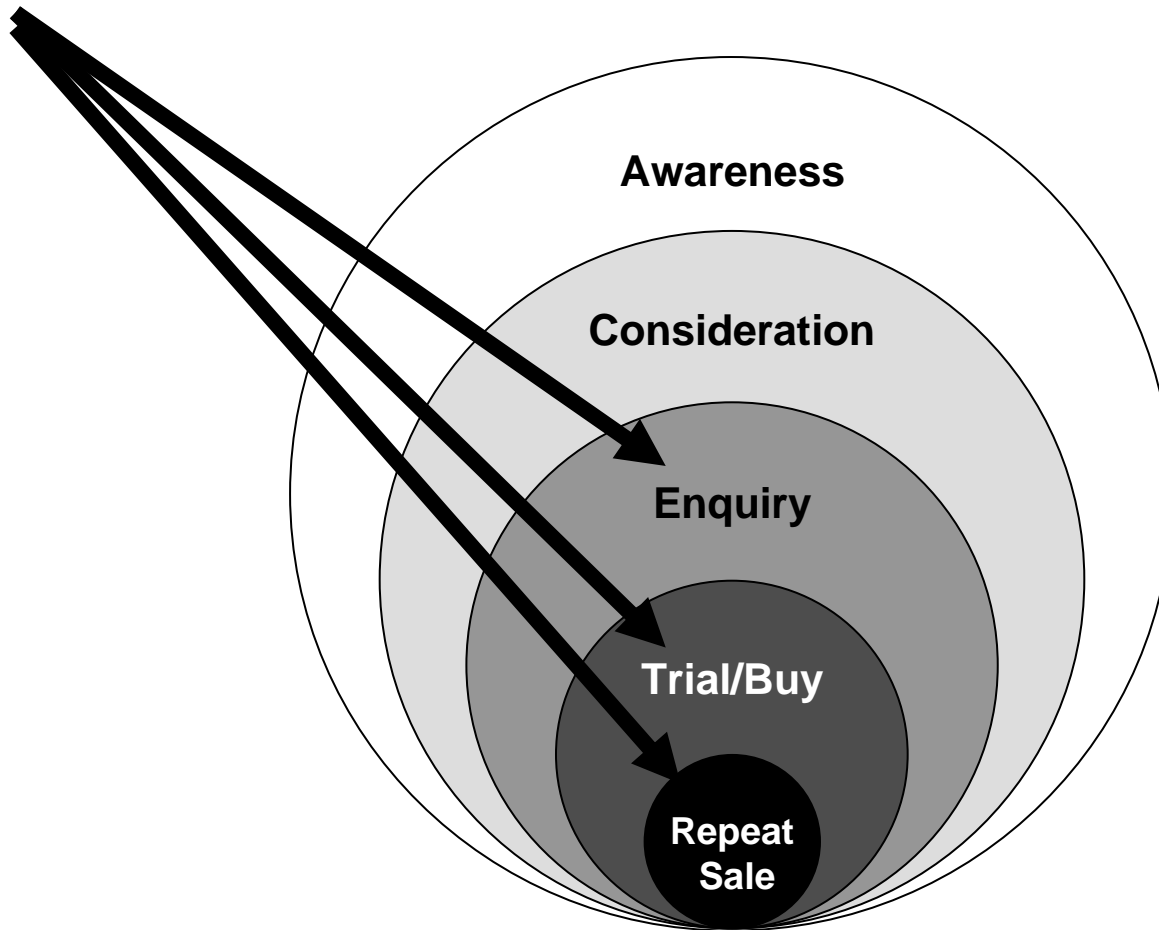 Awareness
Consideration
Enquiry
Trial/Buy
Repeat
Sale